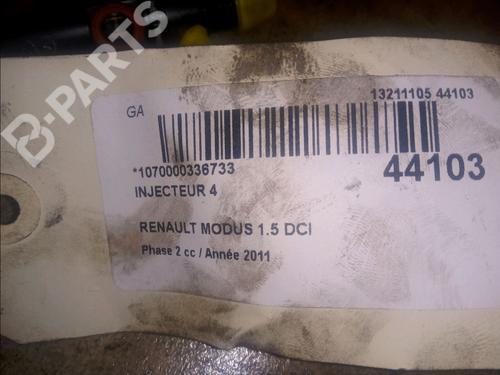 B-PARTS
GA
13211105 44103
*1070000336733
44103
INJECTEUR 4
RENAULT MODUS 1.5 DCI
Phase 2 cc / Année 2011